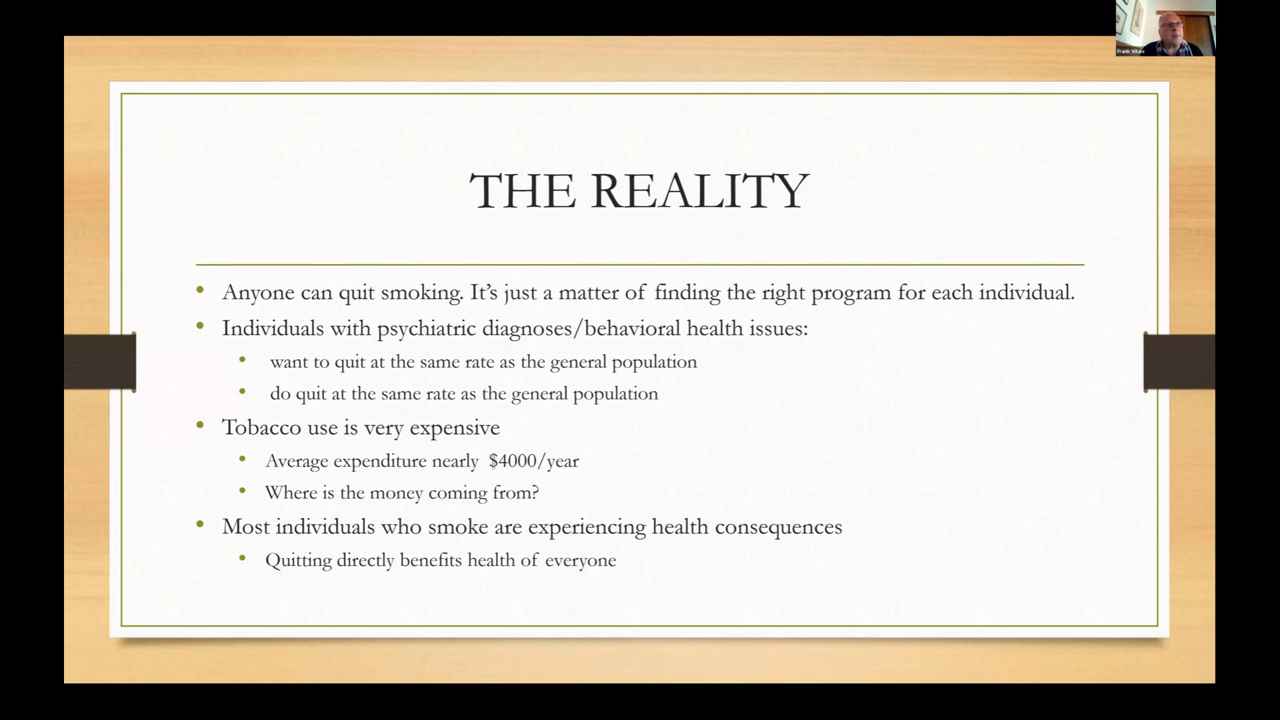 Frank Vitale
THE REALITY
• Anyone can quit smoking. It’s just a matter of finding the right program for each individual.
• Individuals with psychiatric diagnoses/behavioral health issues:
• want to quit at the same rate as the general population
• do quit at the same rate as the general population
• Tobacco use is very expensive
• Average expenditure nearly $4000/year
• Where is the money coming from?
• Most individuals who smoke are experiencing health consequences
• Quitting directly benefits health of everyone